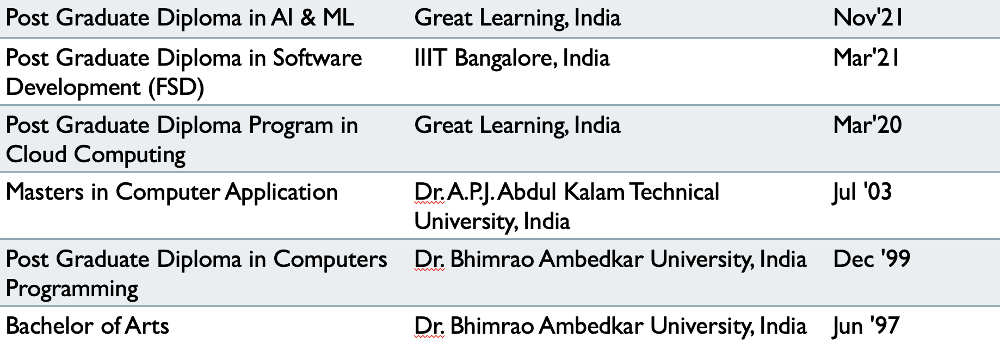 Post Graduate Diploma in AI & ML Great Learning, India Nov'21
Post Graduate Diploma in Software IIIT Bangalore, India Mar'21
Development (FSD)
Post Graduate Diploma Program in Great Learning, India Mar'20
Cloud Computing
Masters in Computer Application Dr. A.P.J. Abdul Kalam Technical Jul '03
University, India
Post Graduate Diploma in Computers Dr. Bhimrao Ambedkar University, India Dec '99
Programming
Bachelor of Arts Dr. Bhimrao Ambedkar University, India Jun '97